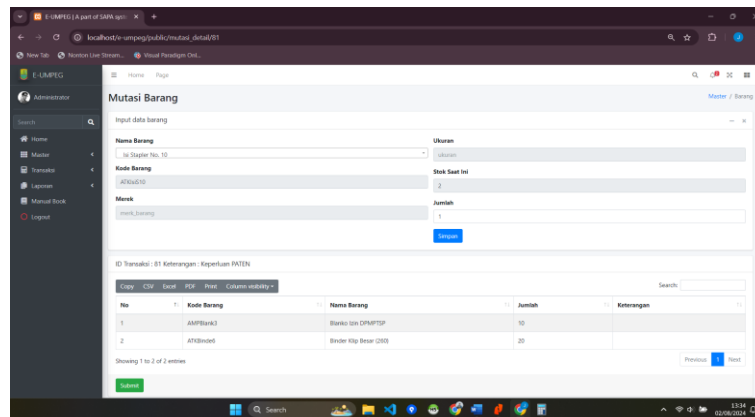 E-UMPEG | A part of SAPA syst
localhost/e-umpeg/public/mutasi_detail/81
New Tab Nonton Live Stream... Visual Paradigm Onl...
E-UMPEG
Home Page
Administrator
Mutasi Barang
Master / Barang
Search
Input data barang
Home
Master
Transaksi
Laporan
Manual Book
Logout
Nama Barang
Isi Stapler No. 10
Ukuran
ukuran
Kode Barang
Stok Saat Ini
2
Merek
merk_barang
Jumlah
1
Simpan
ID Transaksi : 81 Keterangan : Keperluan PATEN
Copy CSV Excel PDF Print Column visibility
Search:
No Kode Barang Nama Barang Jumlah Keterangan
1 AMPBlank3 Blanko Izin DPMPTSP 10
2 ATKBinde6 Binder Klip Besar (260) 20
Showing 1 to 2 of 2 entries
Previous 1 Next
Submit
Search
13:34
02/08/2024